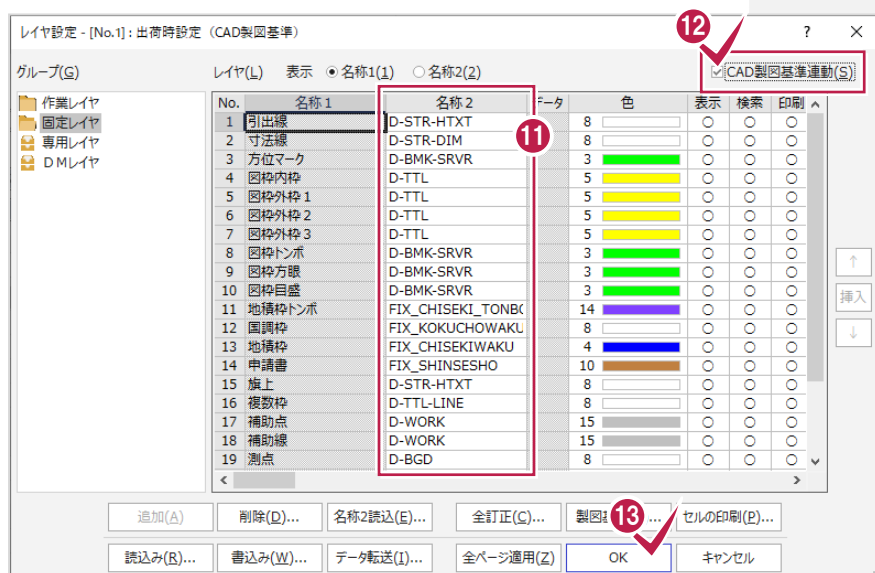 レイヤ設定 - [No.1] : 出荷時設定（CAD製図基準）
?
⑫
グループ(G)
レイヤ(L) 表示 名称1(1) 名称2(2)
CAD製図基準連動(S)
作業レイヤ
固定レイヤ
専用レイヤ
DMレイヤ
No. 名称1 名称2 データ 色 表示 検索 印刷
⑪
1 引出線 D-STR-HTXT 8 ○ ○ ○
2 寸法線 D-STR-DIM 8 ○ ○ ○
3 方位マーク D-BMK-SRVR 3 ○ ○ ○
4 図枠内枠 D-TTL 5 ○ ○ ○
5 図枠外枠1 D-TTL 5 ○ ○ ○
6 図枠外枠2 D-TTL 5 ○ ○ ○
7 図枠外枠3 D-TTL 5 ○ ○ ○
8 図枠トンボ D-BMK-SRVR 3 ○ ○ ○
9 図枠方眼 D-BMK-SRVR 3 ○ ○ ○
10 図枠目盛 D-BMK-SRVR 3 ○ ○ ○
11 地積枠トンボ FIX_CHISEKI_TONBO 14 ○ ○ ○
12 国調枠 FIX_KOKUCHOWAKU 8 ○ ○ ○
13 地積枠 FIX_CHISEKIWAKU 4 ○ ○ ○
14 申請書 FIX_SHINSESHO 10 ○ ○ ○
15 旗上 D-STR-HTXT 8 ○ ○ ○
16 複数枠 D-TTL-LINE 8 ○ ○ ○
17 補助点 D-WORK 15 ○ ○ ○
18 補助線 D-WORK 15 ○ ○ ○
19 測点 D-BGD 8 ○ ○ ○
↑
挿入
↓
追加(A) 削除(D)... 名称2読込(E)... 全訂正(C)... 製図 ... セルの印刷(P)...
⑬
読込み(R)... 書込み(W)... データ転送(I)... 全ページ適用(Z) OK キャンセル